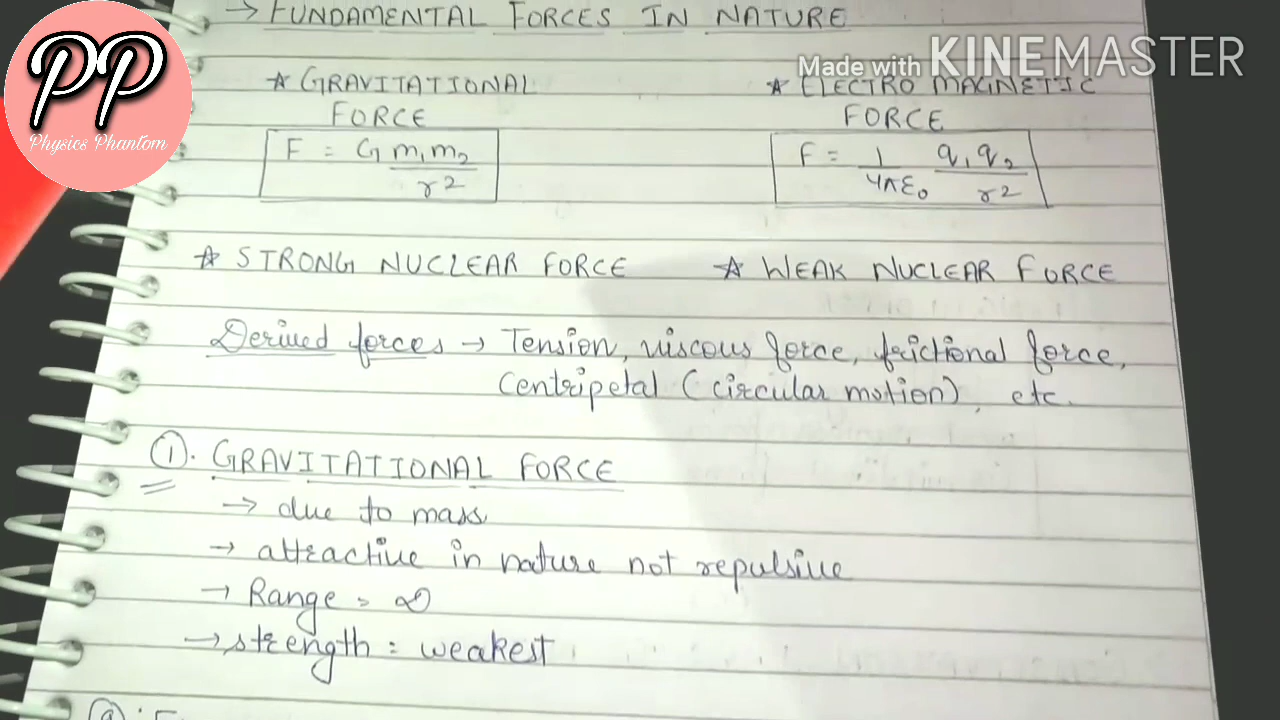 → FUNDAMENTAL FORCES IN NATURE
PP
Physics Phantom
Made with KINEMASTER
☆ GRAVITATIONAL FORCE
F = G m₁m₂ / r²
☆ ELECTRO MAGNETIC FORCE
F = 1 / 4πε₀ q₁q₂ / r²
☆ STRONG NUCLEAR FORCE ☆ WEAK NUCLEAR FORCE
Derived forces → Tension, viscous force, frictional force,
Centripetal (circular motion), etc.
①. GRAVITATIONAL FORCE
→ due to mass
→ attractive in nature not repulsive
→ Range = ∞
→ strength = weakest